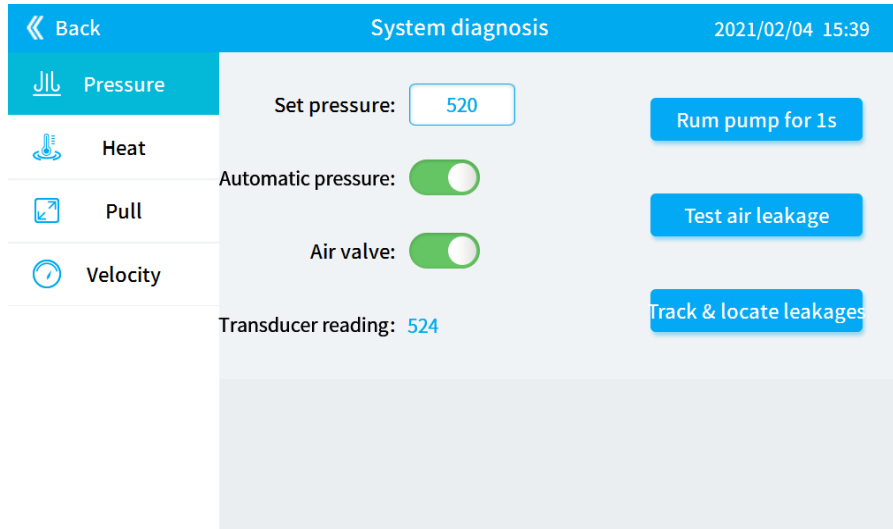 Back
System diagnosis
2021/02/04 15:39
Pressure
Heat
Pull
Velocity
Set pressure: 520
Automatic pressure:
Air valve:
Transducer reading: 524
Rum pump for 1s
Test air leakage
Track & locate leakages